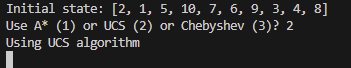 Initial state: [2, 1, 5, 10, 7, 6, 9, 3, 4, 8]
Use A* (1) or UCS (2) or Chebyshev (3)? 2
Using UCS algorithm